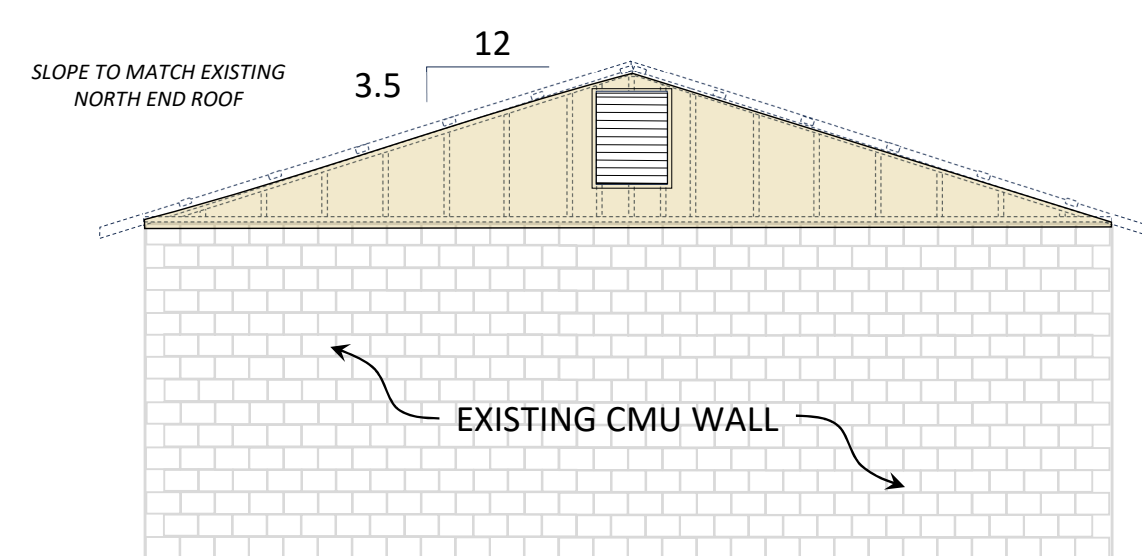 12
3.5
SLOPE TO MATCH EXISTING
NORTH END ROOF
EXISTING CMU WALL